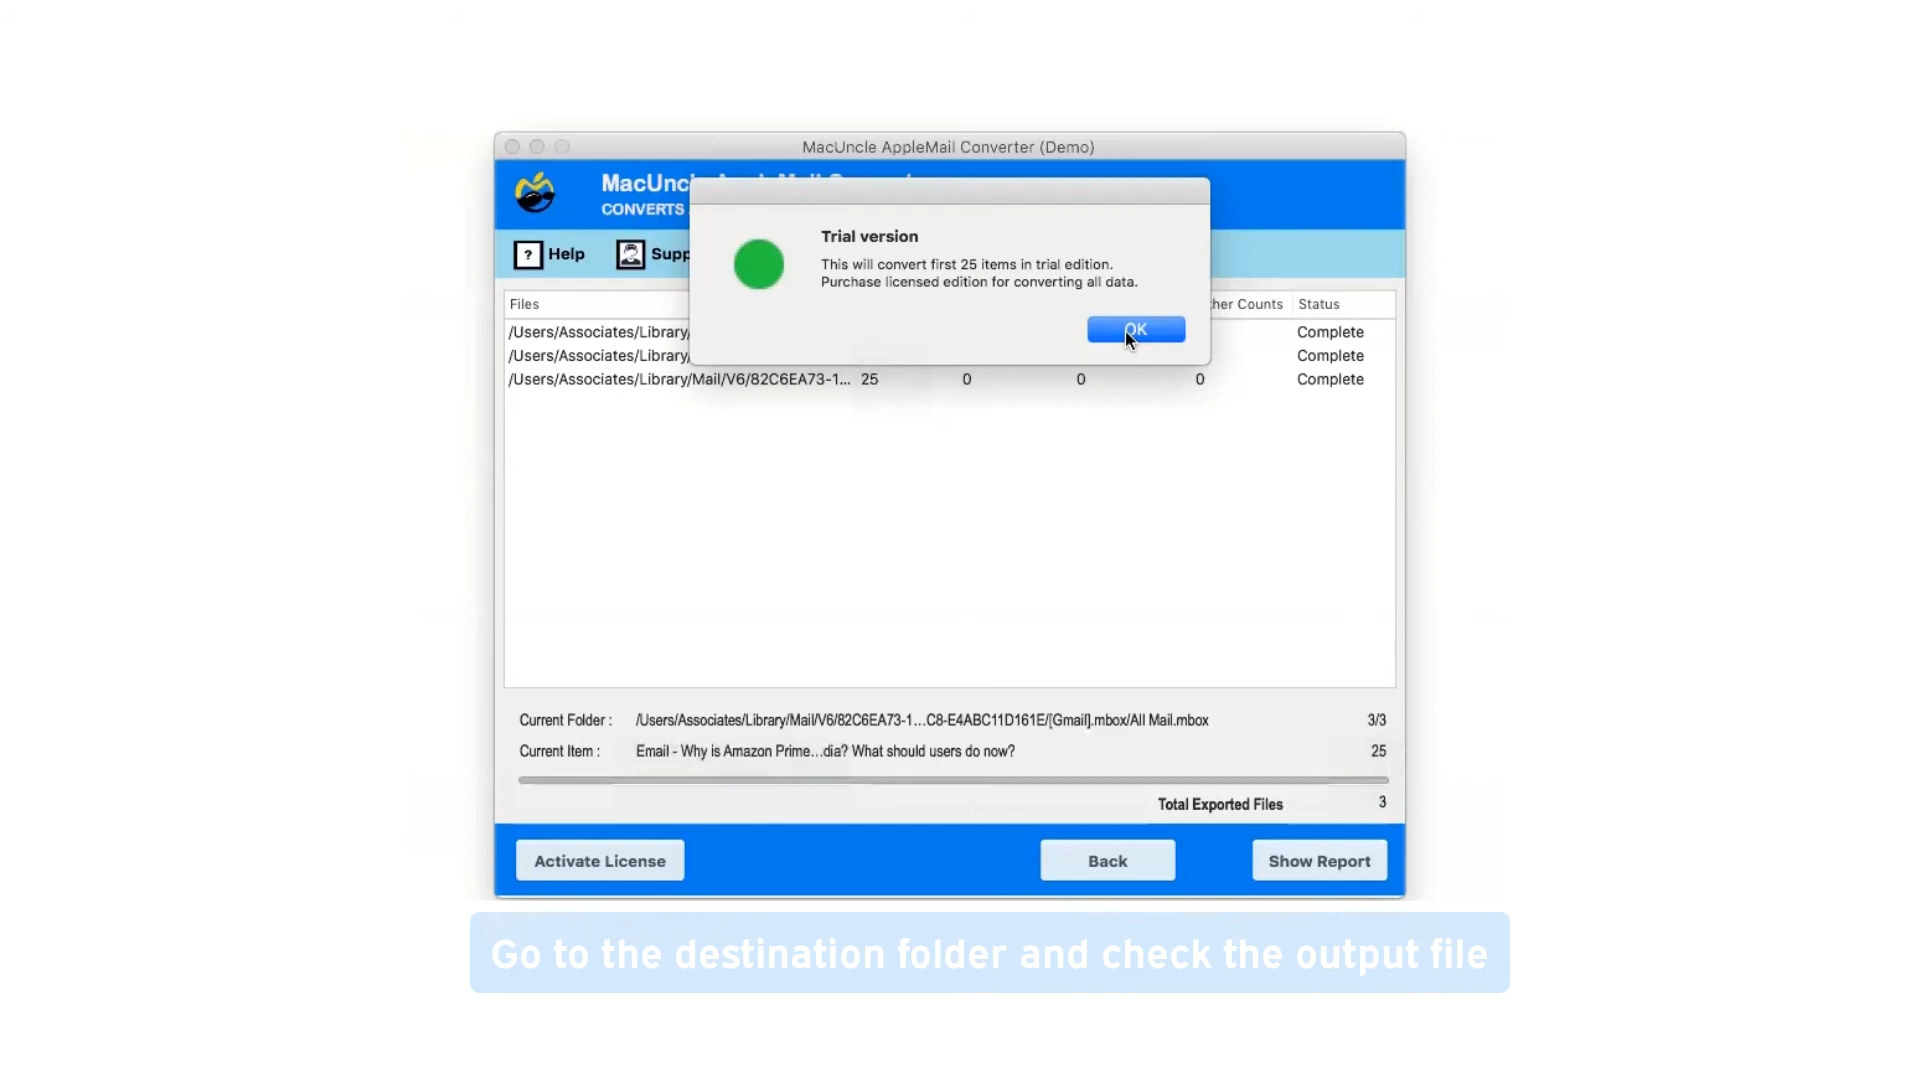 MacUncle AppleMail Converter (Demo)
CONVERTS
? Help
Trial version
This will convert first 25 items in trial edition.
Purchase licensed edition for converting all data.
OK
Files
Status
Counts
/Users/Associates/Library/
Complete
/Users/Associates/Library/
Complete
/Users/Associates/Library/Mail/V6/82C6EA73-1... 25 0 0 0 Complete
Current Folder : /Users/Associates/Library/Mail/V6/82C6EA73-1...C8-E4ABC11D161E/[Gmail].mbox/All Mail.mbox 3/3
Current Item : Email - Why is Amazon Prime...dia? What should users do now? 25
Total Exported Files 3
Activate License
Back
Show Report
Go to the destination folder and check the output file